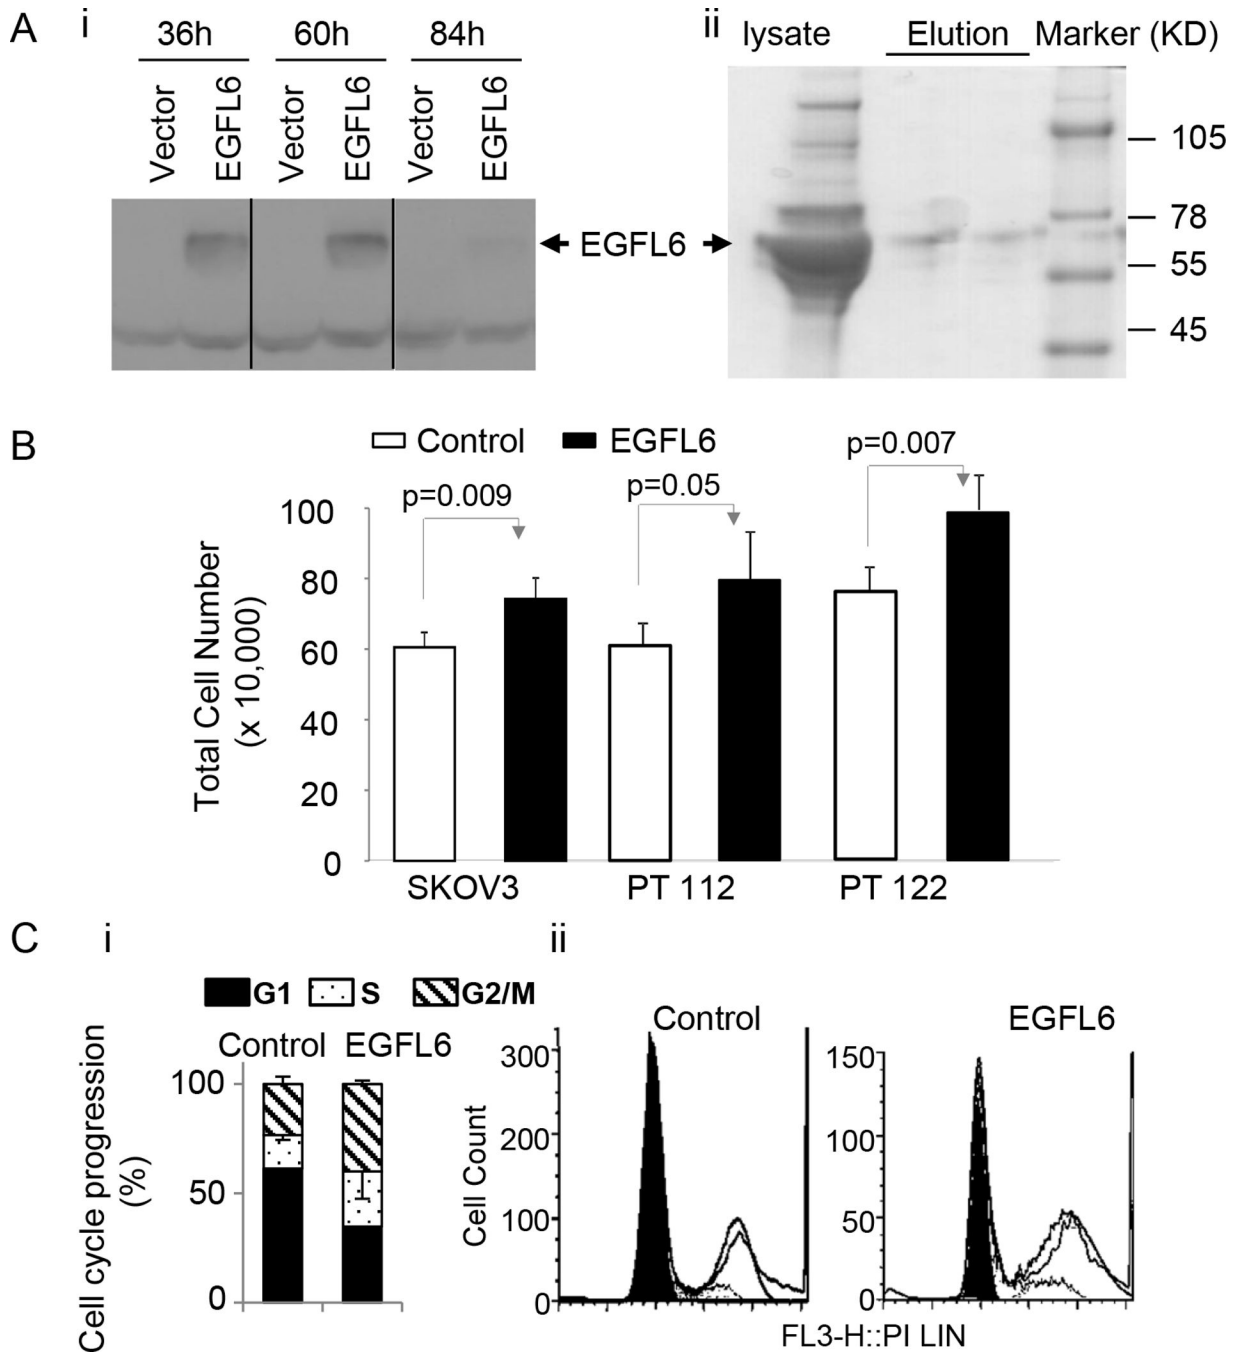 A i ii
36h 60h 84h
Vector EGFL6 Vector EGFL6 Vector EGFL6
EGFL6
lysate Elution Marker (KD)
105
78
55
45
B
Control EGFL6
p=0.009 p=0.05 p=0.007
Total Cell Number
(x 10,000)
100
80
60
40
20
0
SKOV3 PT 112 PT 122
C i ii
G1 S G2/M
Control EGFL6
Cell cycle progression
(%)
100
50
0
Control
Cell Count
300
200
100
0
EGFL6
150
100
50
0
FL3-H::PI LIN